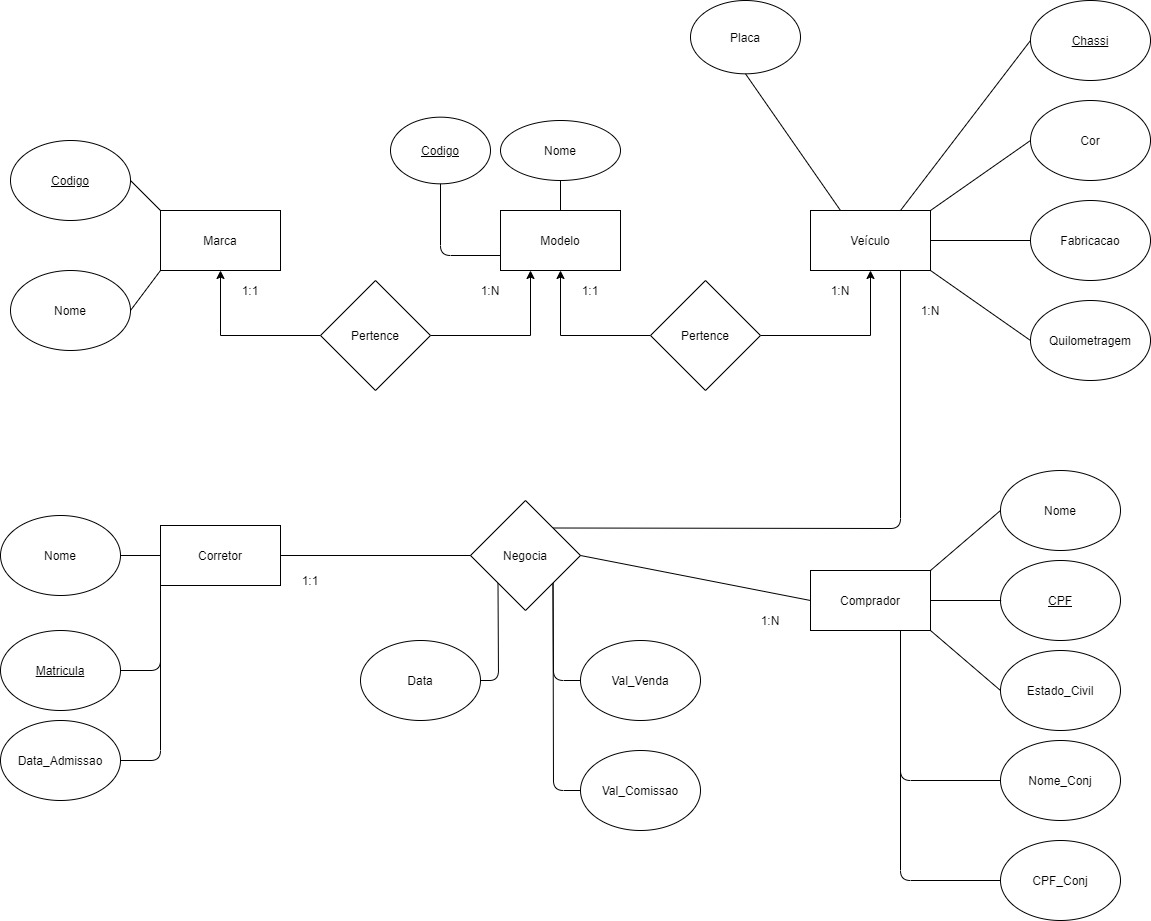 Placa
Chassi
Cor
Fabricacao
Quilometragem
Codigo
Nome
Marca
Codigo
Nome
Modelo
Veículo
1:1
Pertence
1:N
1:1
Pertence
1:N
1:N
Nome
Matricula
Data_Admissao
Corretor
1:1
Negocia
Data
Val_Venda
Val_Comissao
1:N
Comprador
Nome
CPF
Estado_Civil
Nome_Conj
CPF_Conj